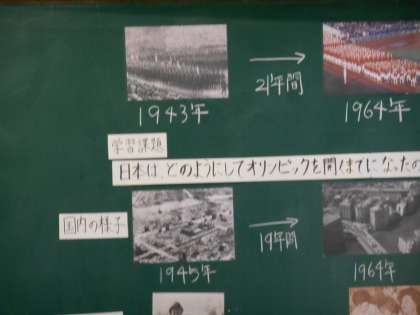 21年間
1943年
1964年
学習課題
日本は、どのようにしてオリンピックを開くまでになったの
国内の様子
19年間
1945年
1964年